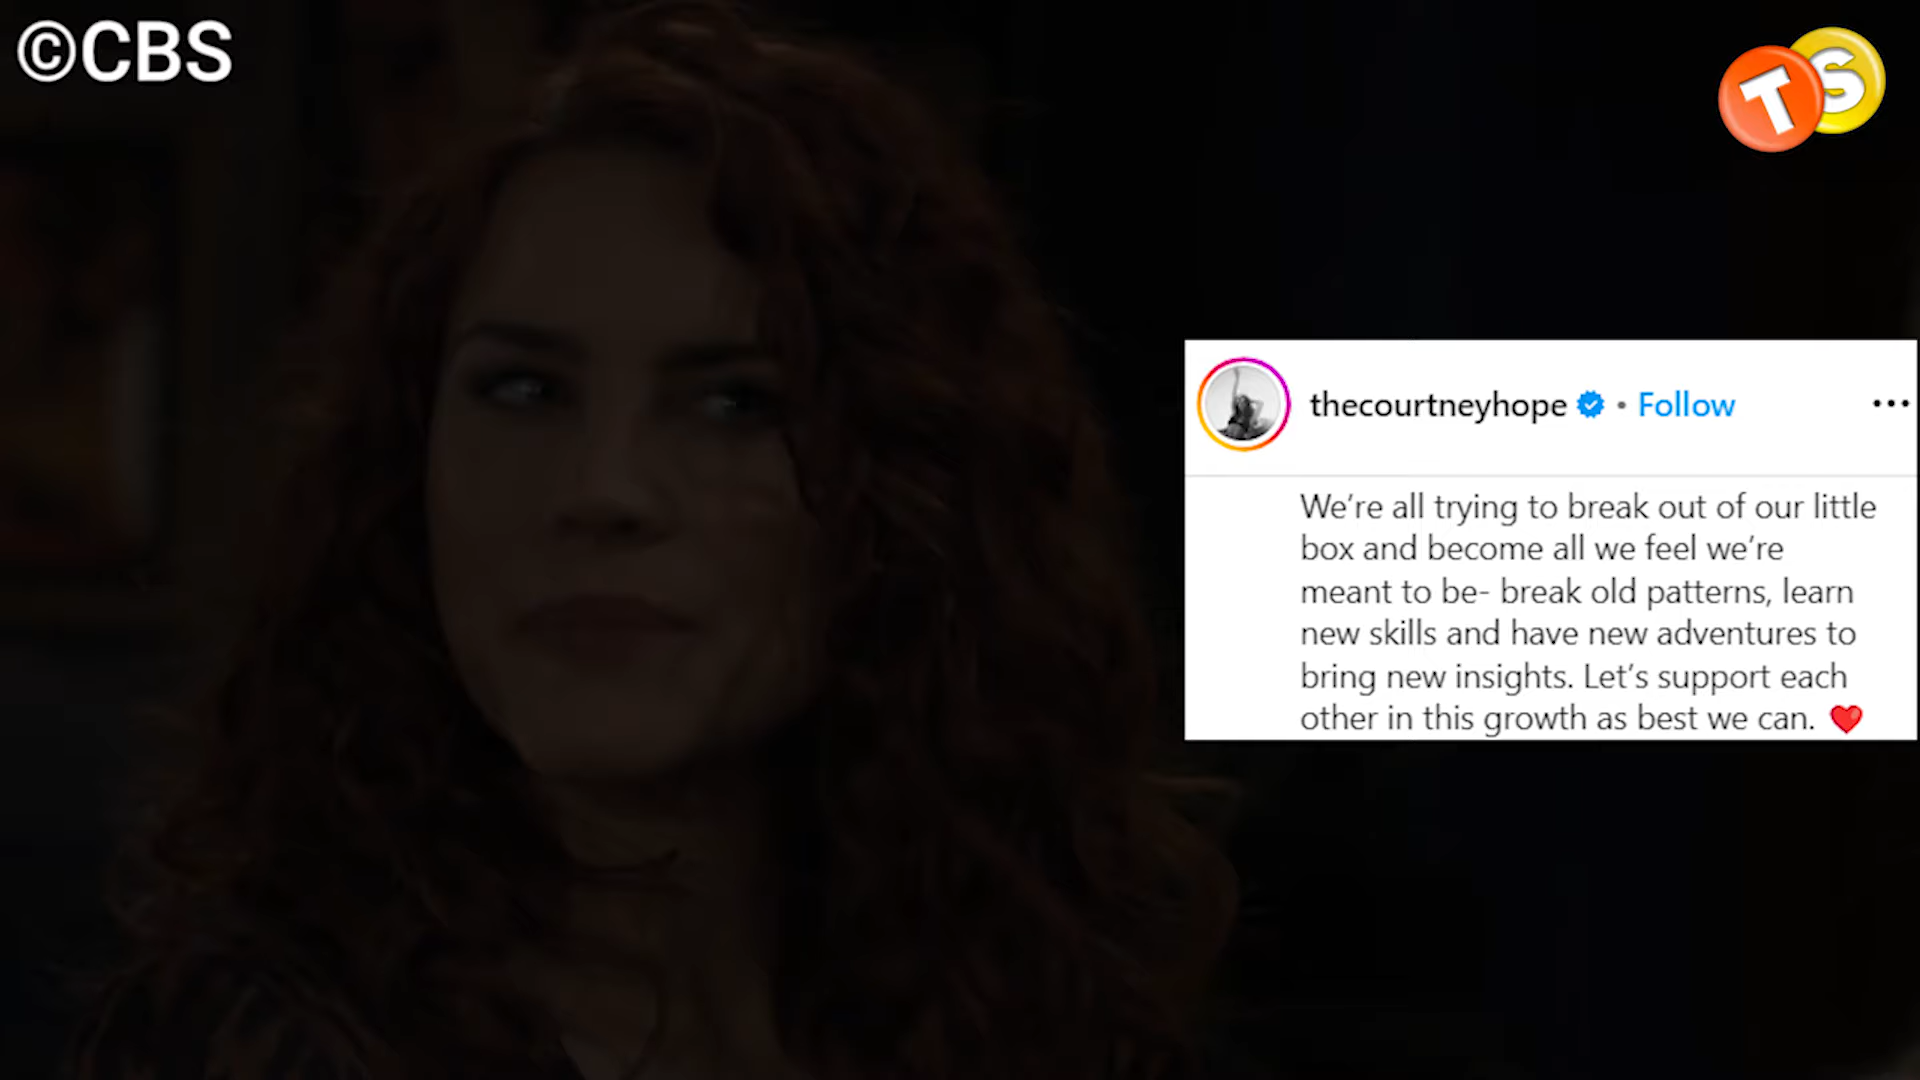 ©CBS
TS
thecourtneyhope • Follow
We’re all trying to break out of our little
box and become all we feel we’re
meant to be- break old patterns, learn
new skills and have new adventures to
bring new insights. Let’s support each
other in this growth as best we can. ❤️